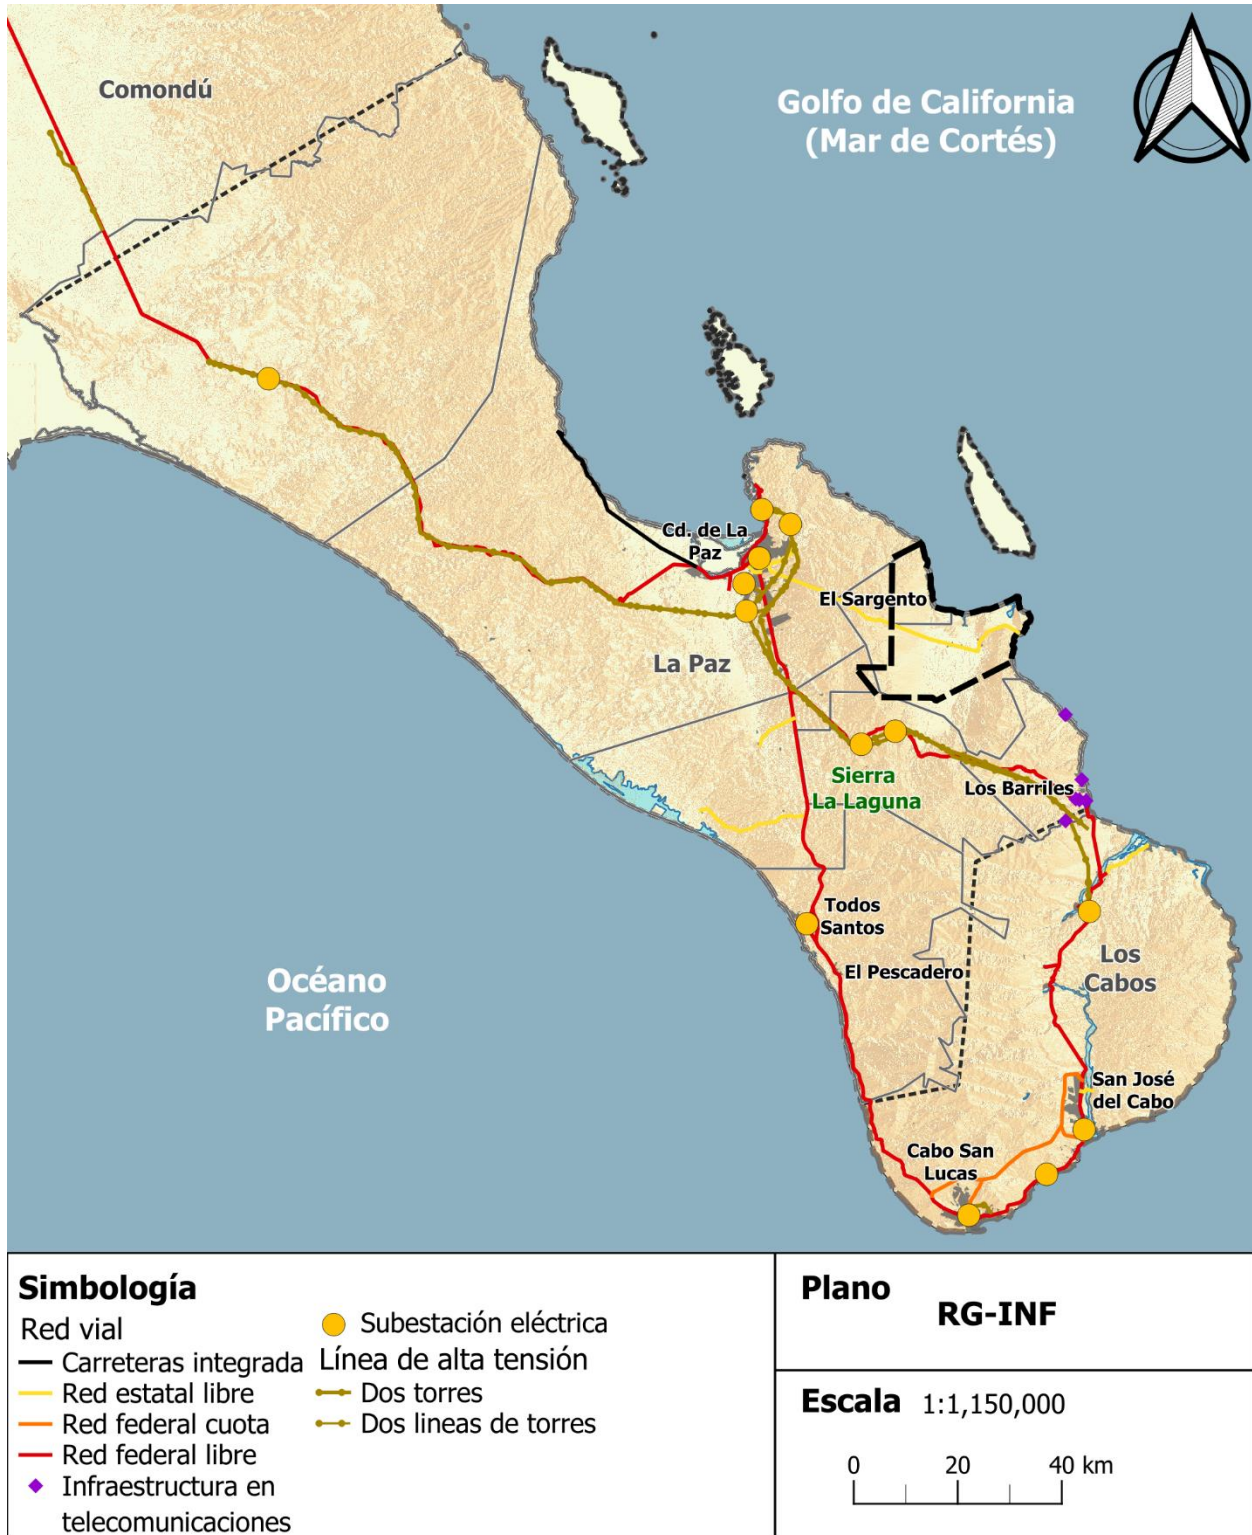 Comondú
Golfo de California
(Mar de Cortés)
Cd. de La
Paz
El Sargento
La Paz
Sierra
La Laguna
Los Barriles
Todos
Santos
El Pescadero
Los
Cabos
Océano
Pacífico
San José
del Cabo
Cabo San
Lucas
Simbología
Red vial
Carreteras integrada
Red estatal libre
Red federal cuota
Red federal libre
Infraestructura en
telecomunicaciones
Subestación eléctrica
Línea de alta tensión
Dos torres
Dos lineas de torres
Plano
RG-INF
Escala 1:1,150,000
0 20 40 km